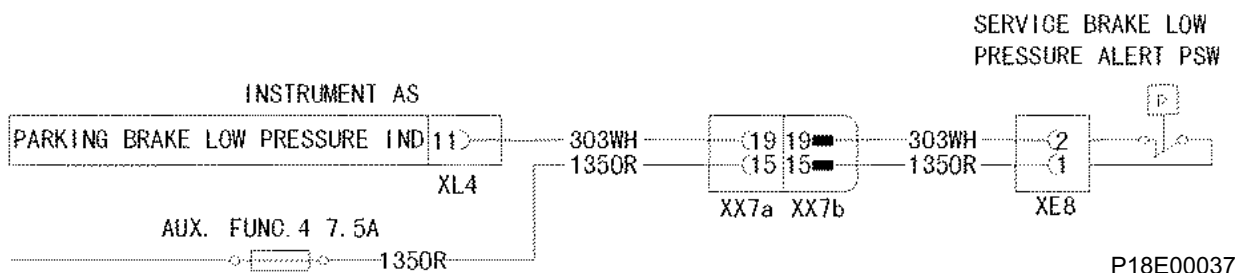 SERVICE BRAKE LOW
PRESSURE ALERT PSW
P
INSTRUMENT AS
PARKING BRAKE LOW PRESSURE IND 11 303WH 19 19 303WH 2
1350R 15 15 1350R 1
XL4
XX7a XX7b XE8
AUX. FUNC.4 7.5A
1350R
P18E00037